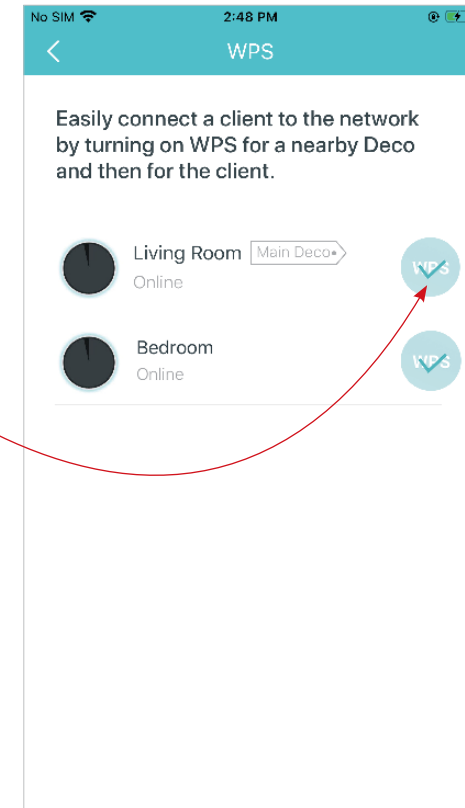 No SIM 2:48 PM
WPS
Easily connect a client to the network
by turning on WPS for a nearby Deco
and then for the client.
Living Room Main Deco
WPS
Online
Bedroom
WPS
Online